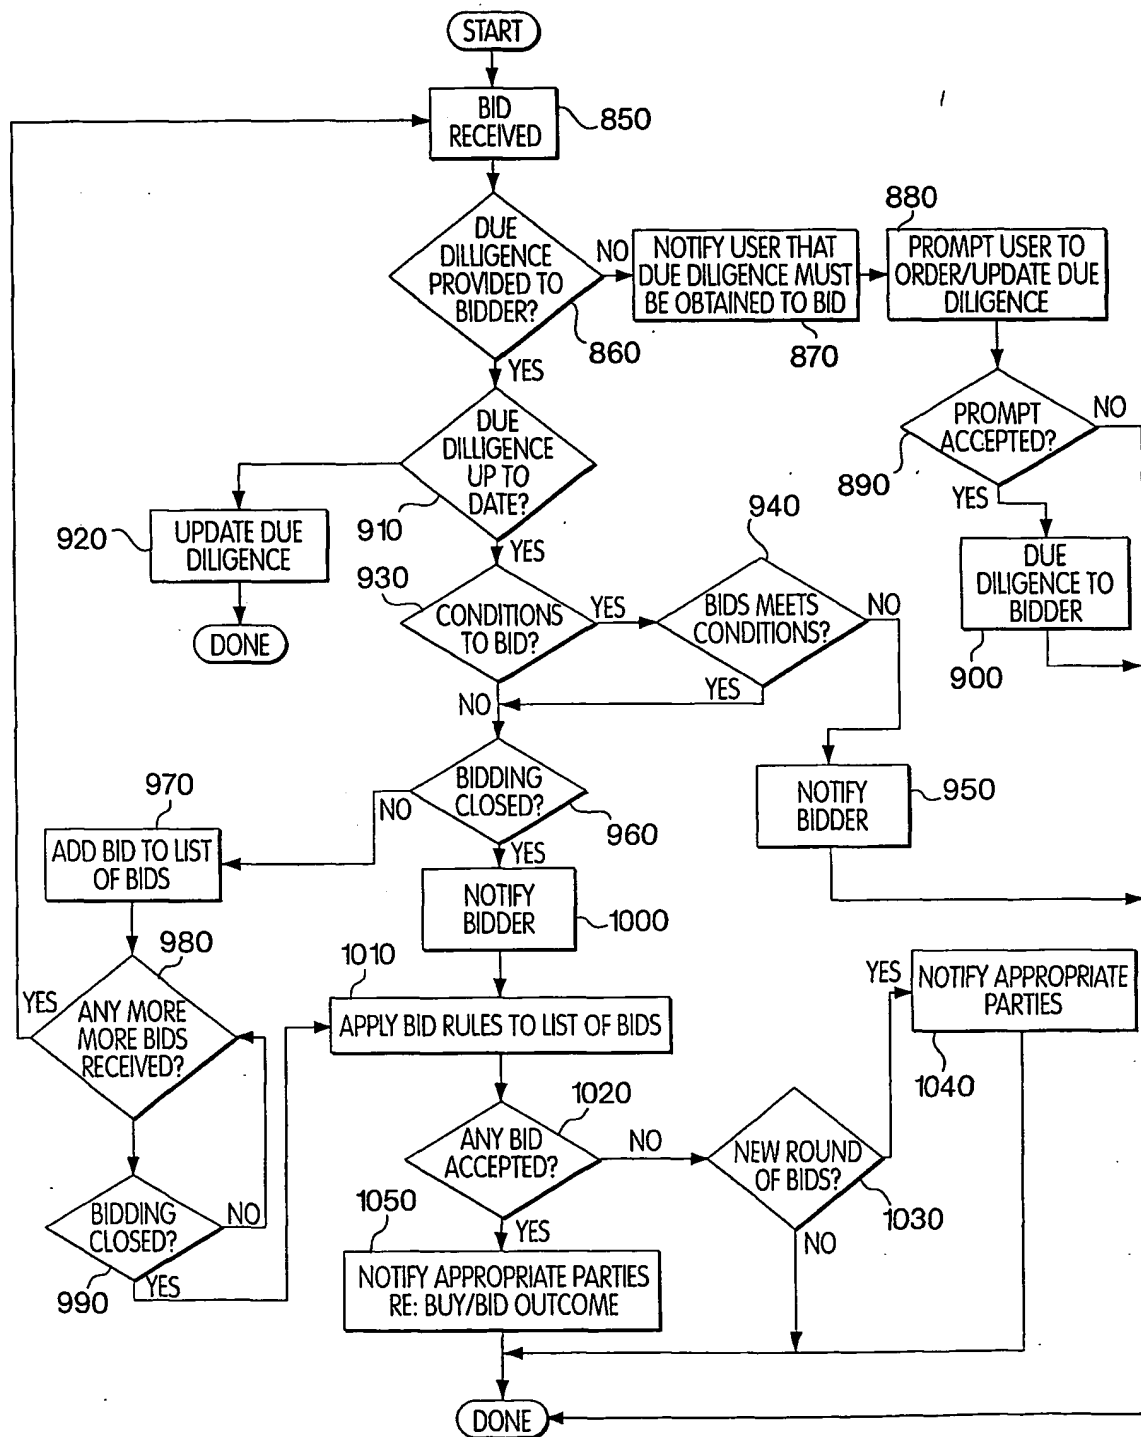 START
BID
RECEIVED
850
DUE
DILLIGENCE
PROVIDED TO
BIDDER?
860
NO
NOTIFY USER THAT
DUE DILIGENCE MUST
BE OBTAINED TO BID
870
880
PROMPT USER TO
ORDER/UPDATE DUE
DILIGENCE
YES
DUE
DILLIGENCE
UP TO
DATE?
910
PROMPT
ACCEPTED?
NO
890
YES
920
UPDATE DUE
DILIGENCE
DONE
YES
930
CONDITIONS
TO BID?
YES
940
BIDS MEETS
CONDITIONS?
NO
YES
DUE
DILIGENCE TO
BIDDER
900
NO
BIDDING
CLOSED?
960
NO
NOTIFY
BIDDER
950
970
ADD BID TO LIST
OF BIDS
YES
NOTIFY
BIDDER
1000
980
YES
ANY MORE
MORE BIDS
RECEIVED?
1010
APPLY BID RULES TO LIST OF BIDS
YES
NOTIFY APPROPRIATE
PARTIES
1040
1020
ANY BID
ACCEPTED?
NO
NEW ROUND
OF BIDS?
1030
NO
BIDDING
CLOSED?
NO
990
YES
YES
1050
NOTIFY APPROPRIATE PARTIES
RE: BUY/BID OUTCOME
DONE